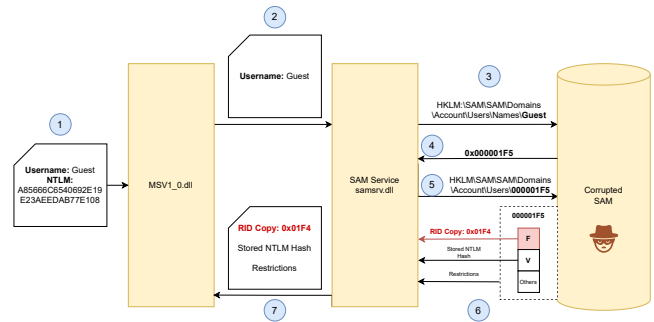 1
Username: Guest
NTLM:
A85666C6540692E19
E23AEEDAB77E108
MSV1_0.dll
2
Username: Guest
SAM Service
samsrv.dll
3
HKLM:\SAM\SAM\Domains
\Account\Users\Names\Guest
4
0x000001F5
5
HKLM\SAM\SAM\Domains
\Account\Users\000001F5
Corrupted
SAM
000001F5
RID Copy: 0x01F4
F
Stored NTLM
Hash
V
Restrictions
Others
6
RID Copy: 0x01F4
Stored NTLM Hash
Restrictions
7